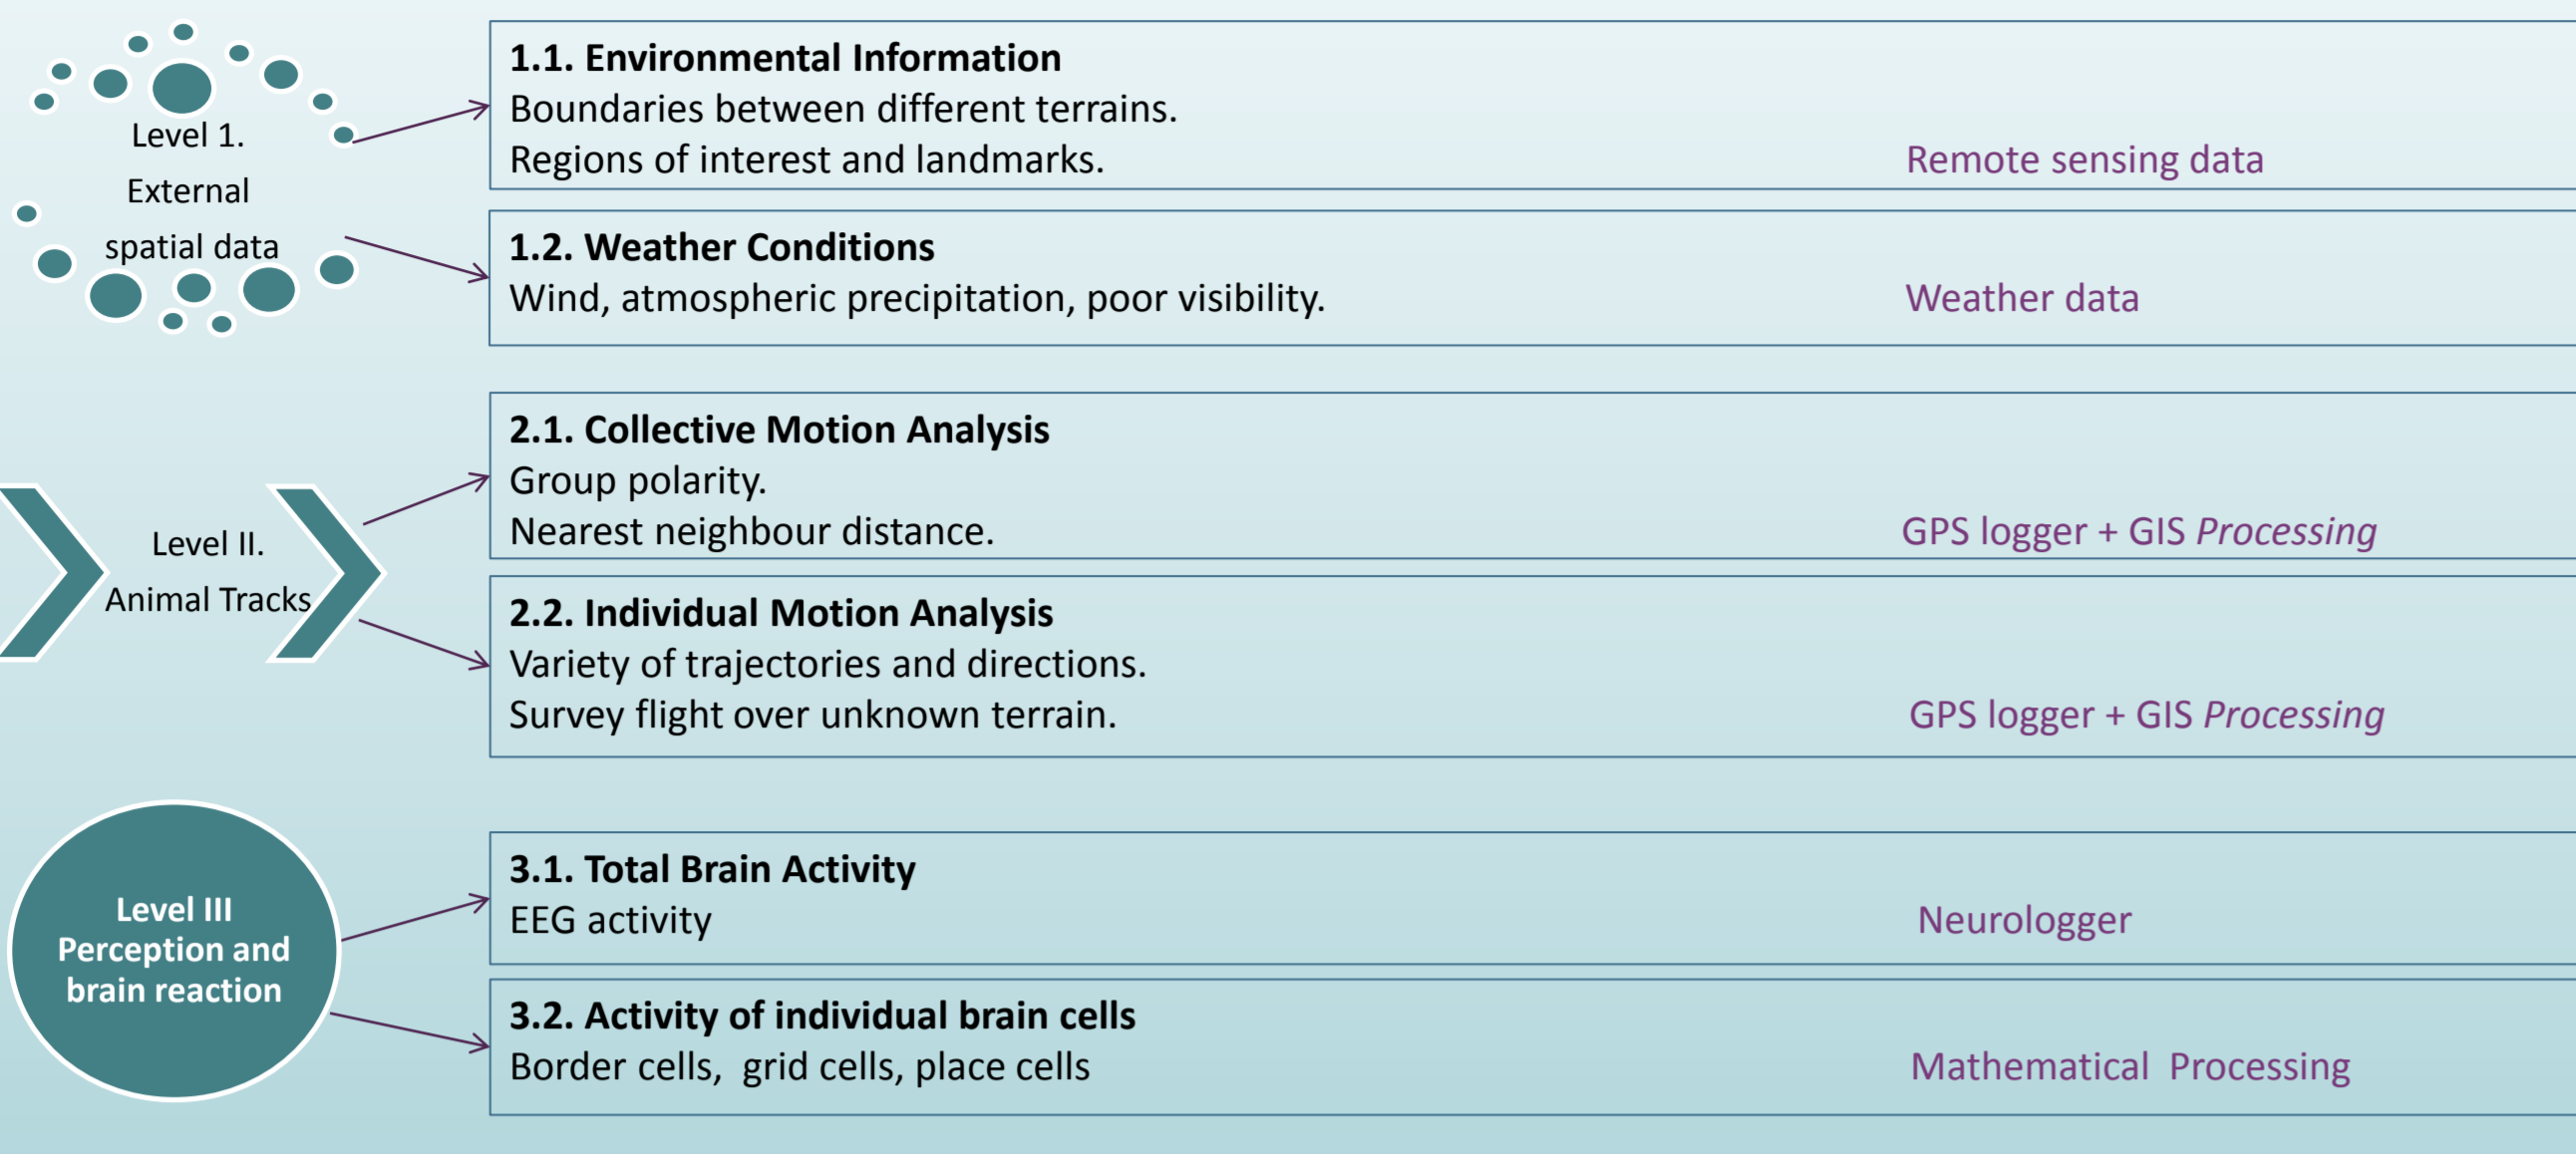 Level 1.
External
spatial data
1.1. Environmental Information
Boundaries between different terrains.
Regions of interest and landmarks.
Remote sensing data
1.2. Weather Conditions
Wind, atmospheric precipitation, poor visibility.
Weather data
Level II.
Animal Tracks
2.1. Collective Motion Analysis
Group polarity.
Nearest neighbour distance.
GPS logger + GIS Processing
2.2. Individual Motion Analysis
Variety of trajectories and directions.
Survey flight over unknown terrain.
GPS logger + GIS Processing
Level III
Perception and
brain reaction
3.1. Total Brain Activity
EEG activity
Neurologger
3.2. Activity of individual brain cells
Border cells,  grid cells, place cells
Mathematical  Processing